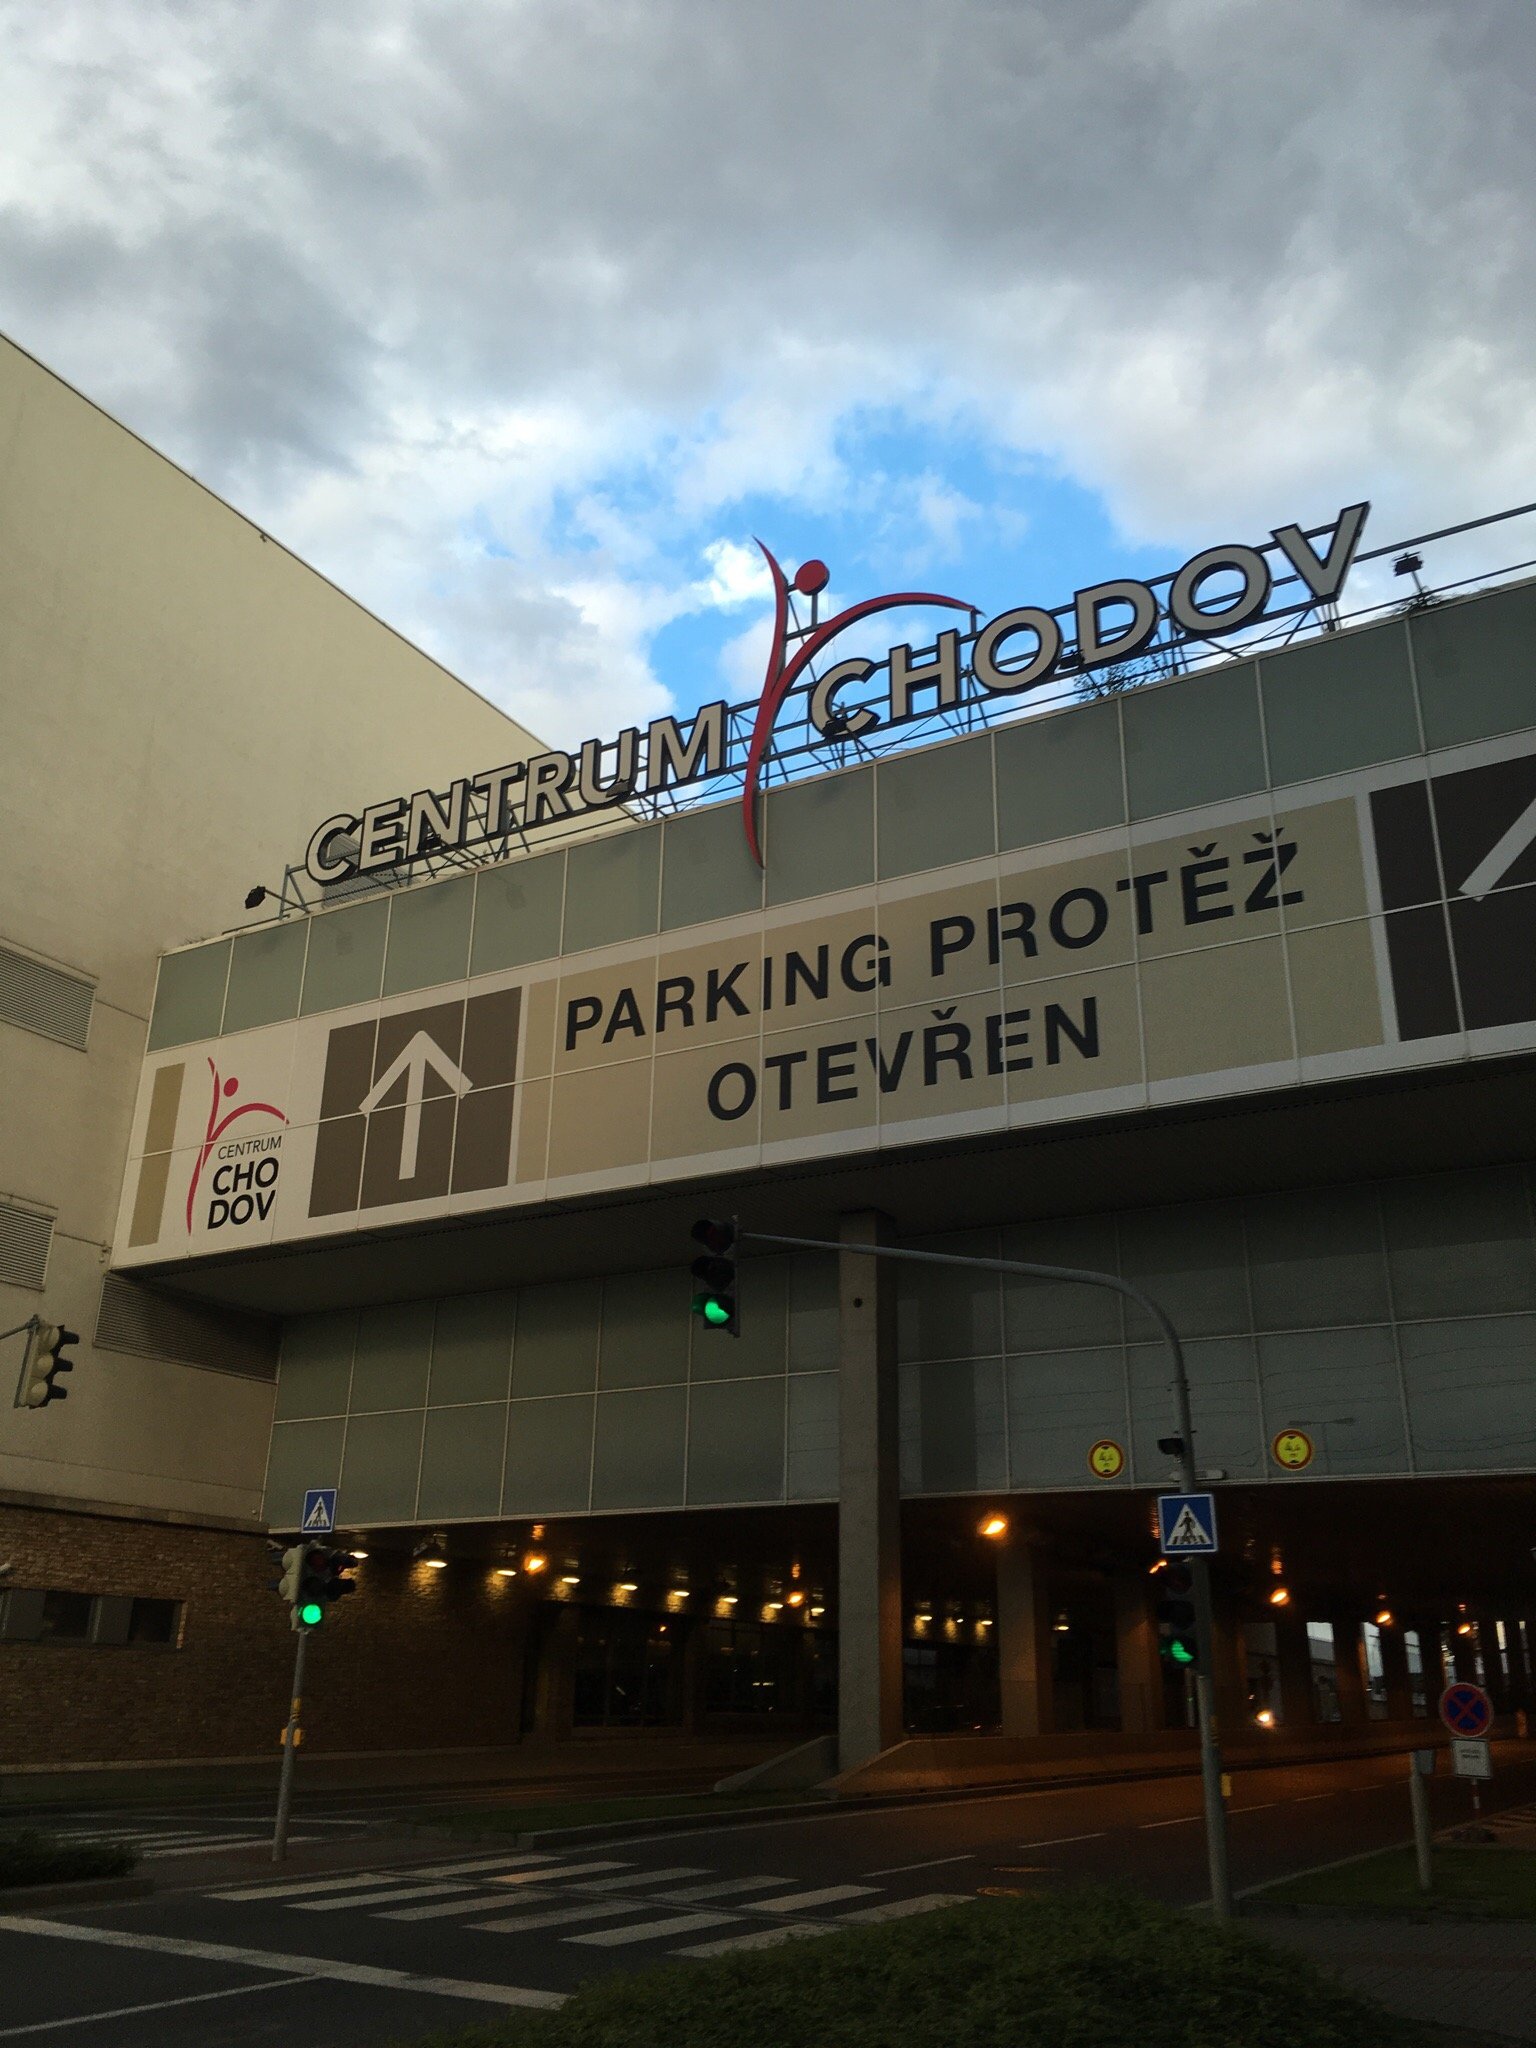 CENTRUM CHODOV
PARKING PROTĚŽ
OTEVŘEN
CENTRUM
CHO
DOV